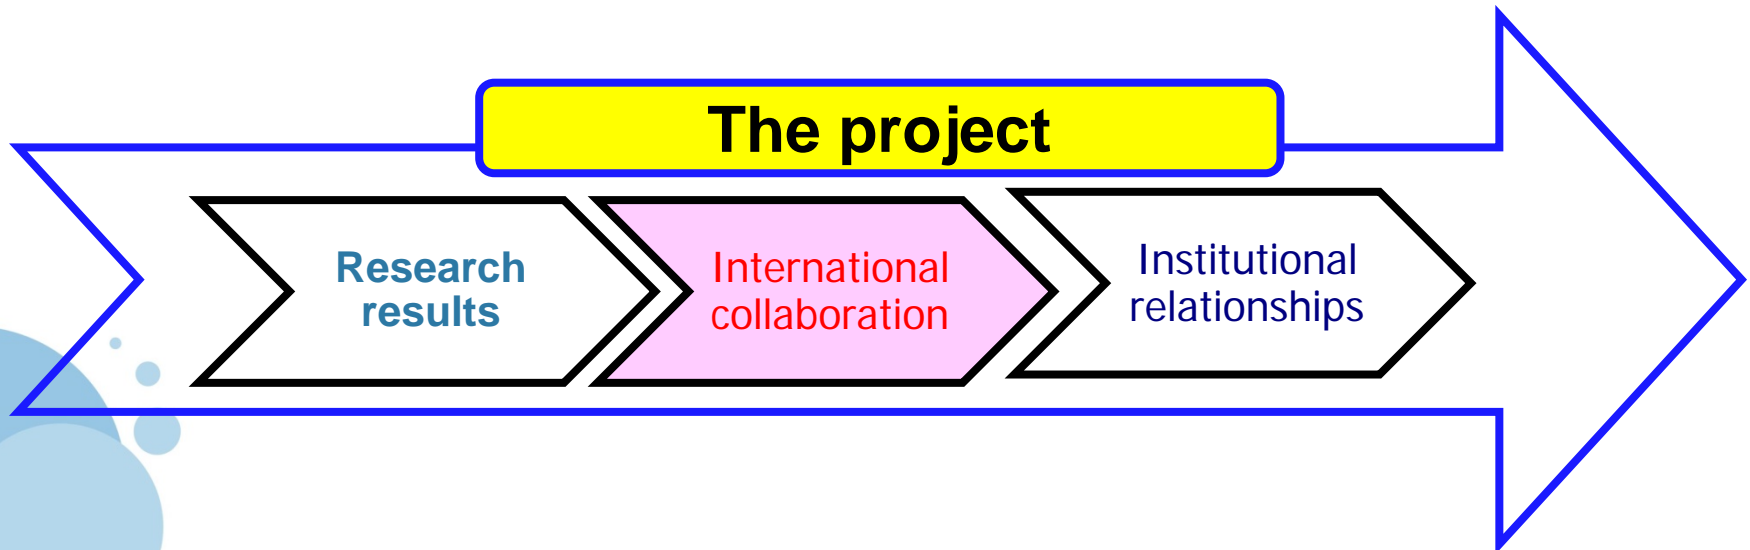 The project
Research
results
International
collaboration
Institutional
relationships